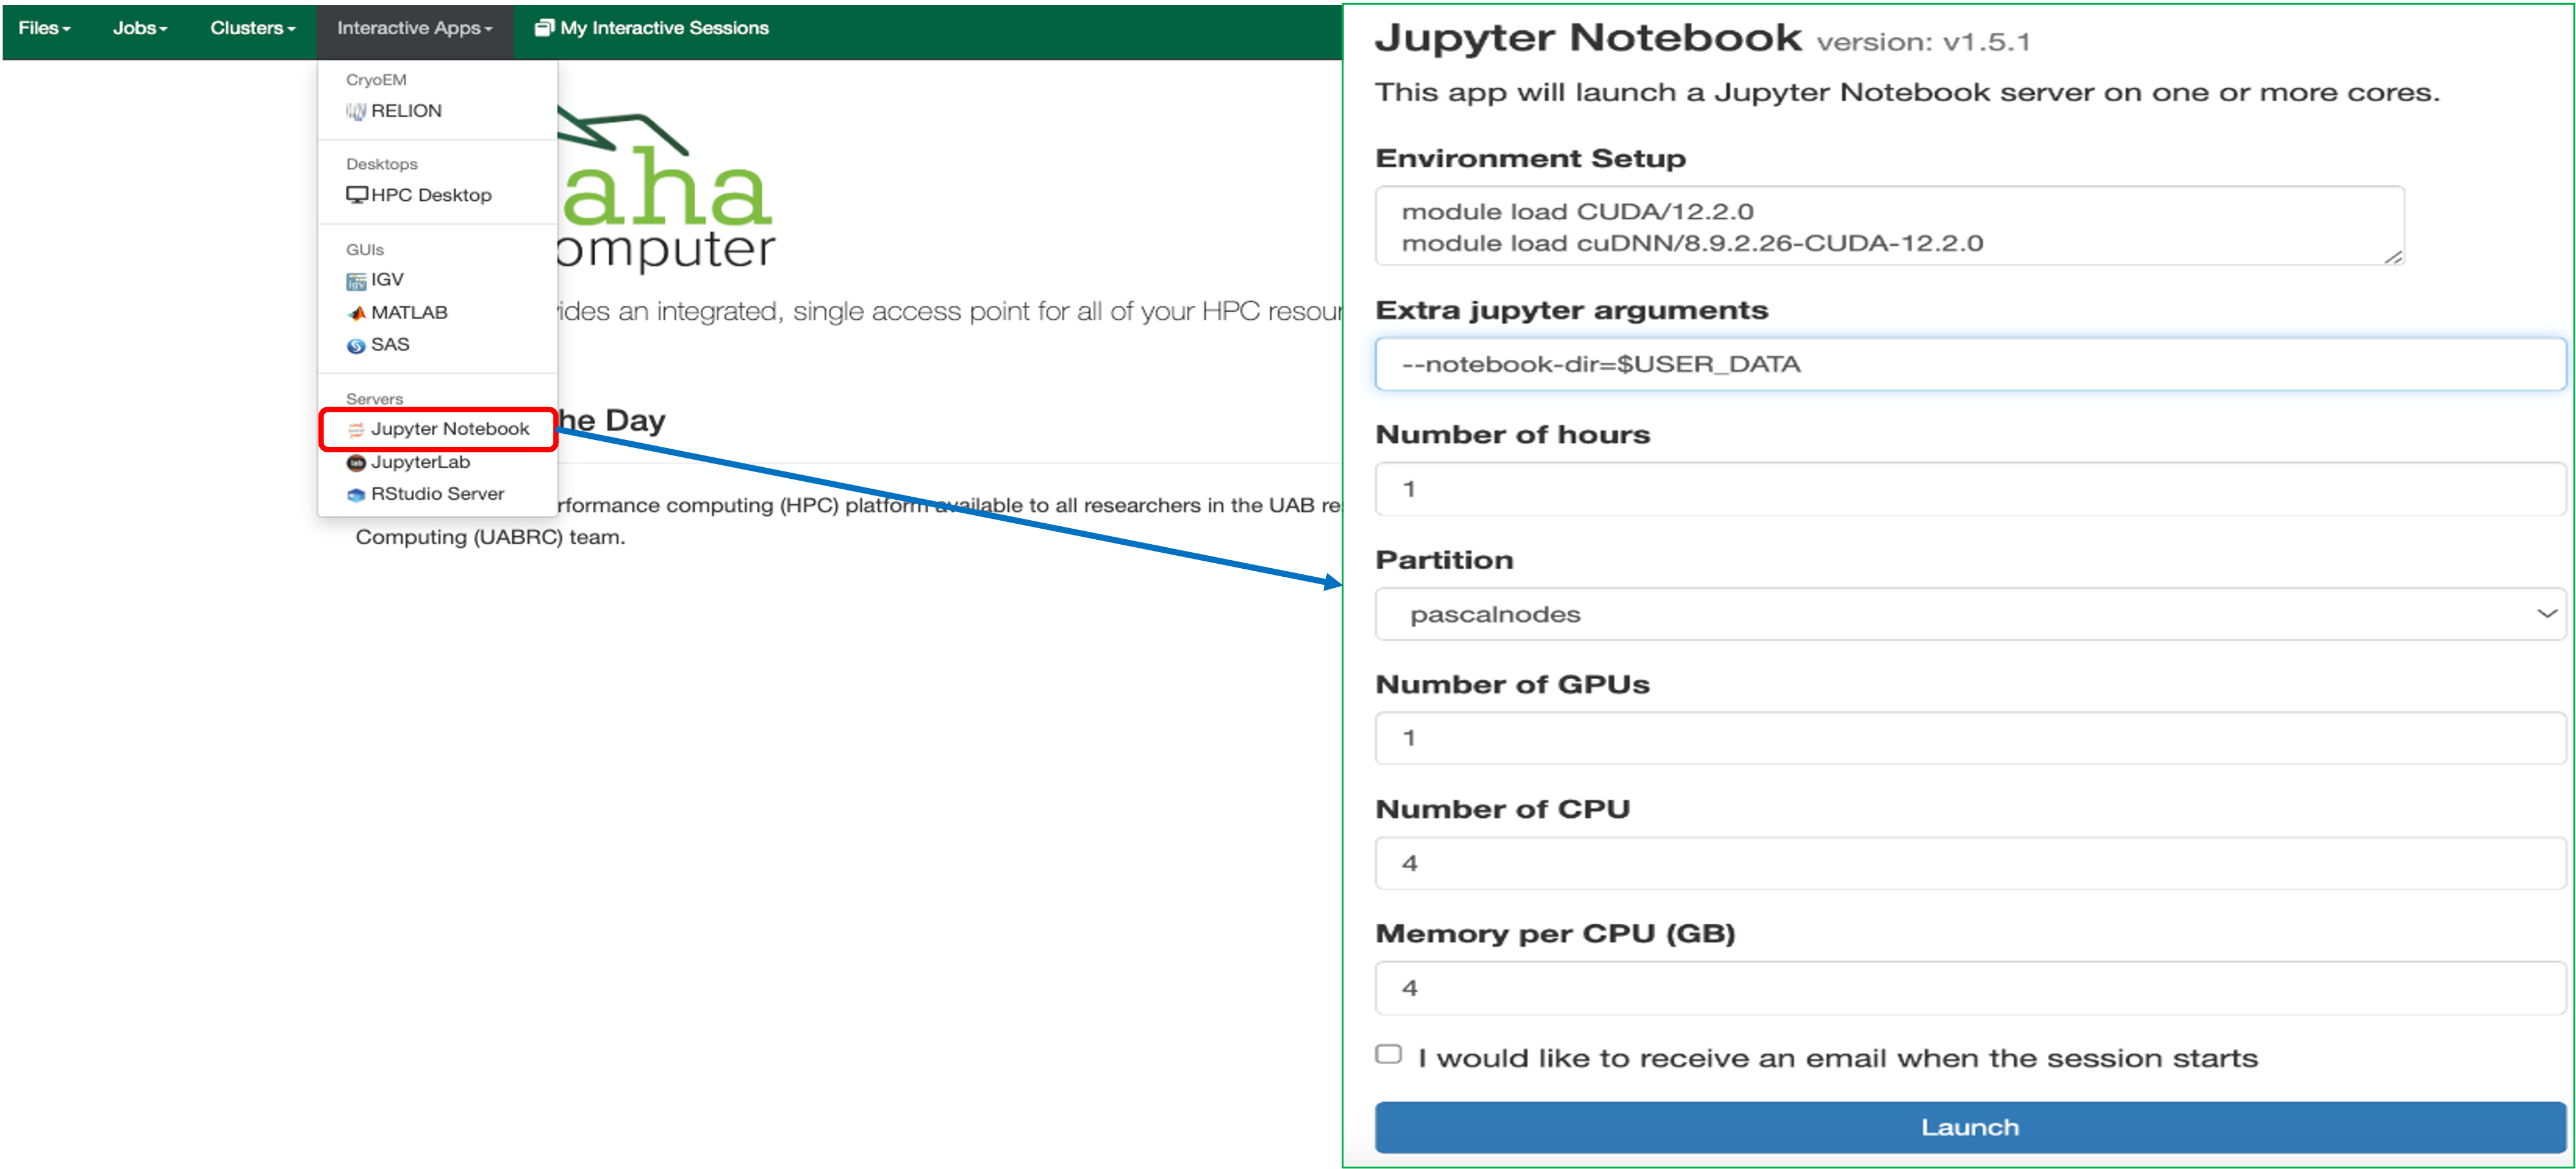 Files
Jobs
Clusters
Interactive Apps
My Interactive Sessions
CryoEM
RELION
Desktops
HPC Desktop
GUIs
IGV
MATLAB
SAS
Servers
Jupyter Notebook
JupyterLab
RStudio Server
aha
omputer
ides an integrated, single access point for all of your HPC resour
he Day
rformance computing (HPC) platform available to all researchers in the UAB re
Computing (UABRC) team.
Jupyter Notebook version: v1.5.1
This app will launch a Jupyter Notebook server on one or more cores.
Environment Setup
module load CUDA/12.2.0
module load cuDNN/8.9.2.26-CUDA-12.2.0
Extra jupyter arguments
--notebook-dir=$USER_DATA
Number of hours
1
Partition
pascalnodes
Number of GPUs
1
Number of CPU
4
Memory per CPU (GB)
4
I would like to receive an email when the session starts
Launch